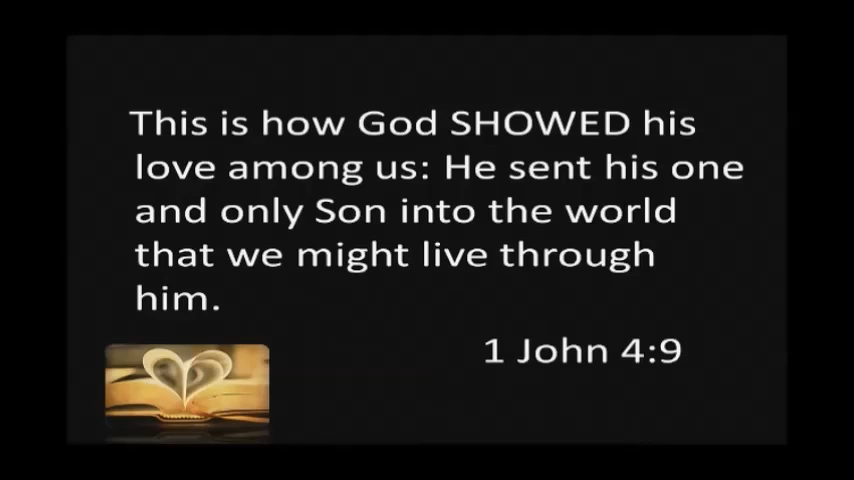 This is how God SHOWED his
love among us: He sent his one
and only Son into the world
that we might live through
him.
1 John 4:9